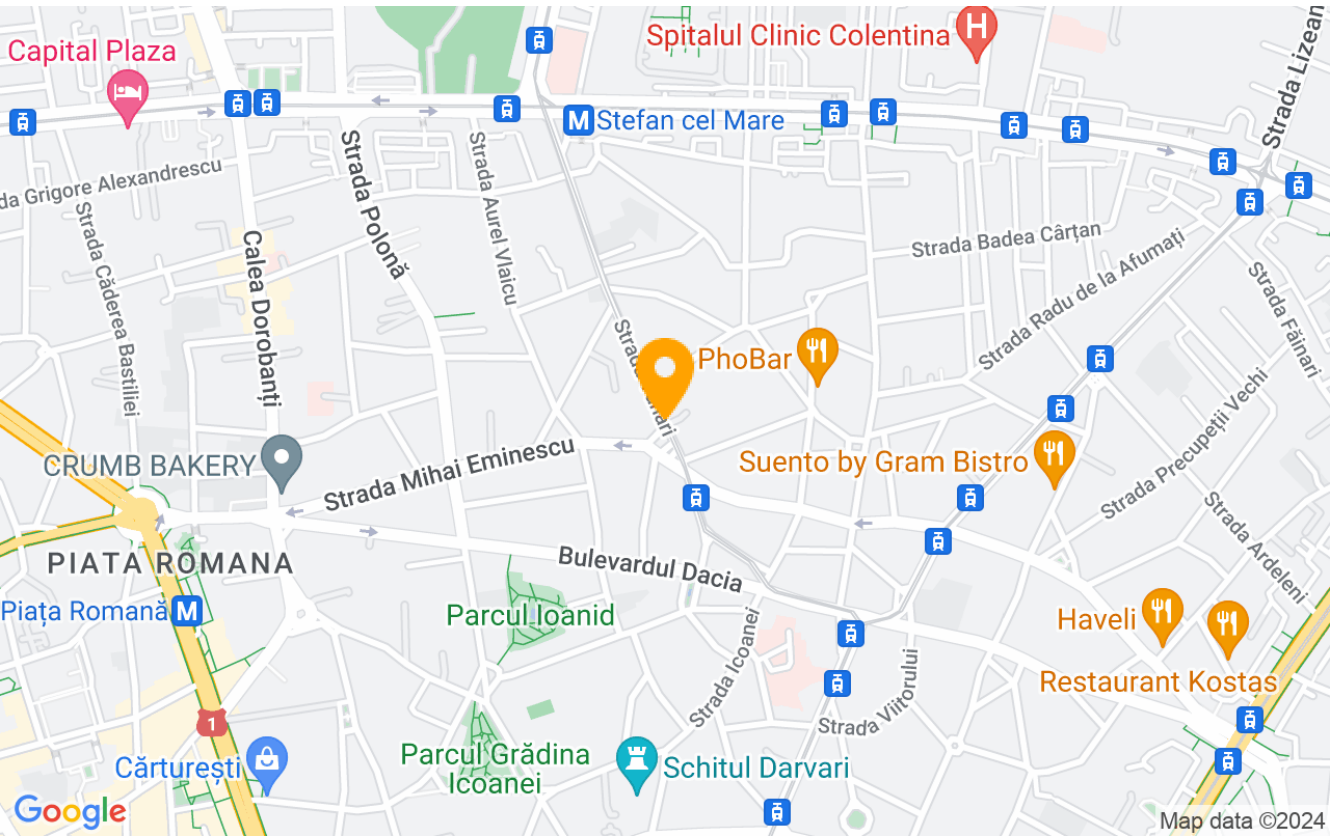 Capital Plaza
Spitalul Clinic Colentina
H
Strada Lizean
M Stefan cel Mare
da Grigore Alexandrescu
Strada Polonă
Strada Aurel Vlaicu
Strada Căderea Bastiliei
Calea Dorobanți
Strada Badea Cârțan
Strada Radu de la Afumați
Strada Făinari
PhoBar
CRUMB BAKERY
Strada Mihai Eminescu
Suento by Gram Bistro
Strada Precupeții Vechi
Strada Ardeleni
PIATA ROMANA
Bulevardul Dacia
Piața Romană M
Parcul Ioanid
Haveli
Restaurant Kostas
Strada Icoanei
Strada Viitorului
1
Parcul Grădina
Icoanei
Cărturești
Schitul Darvari
Google
Map data ©2024